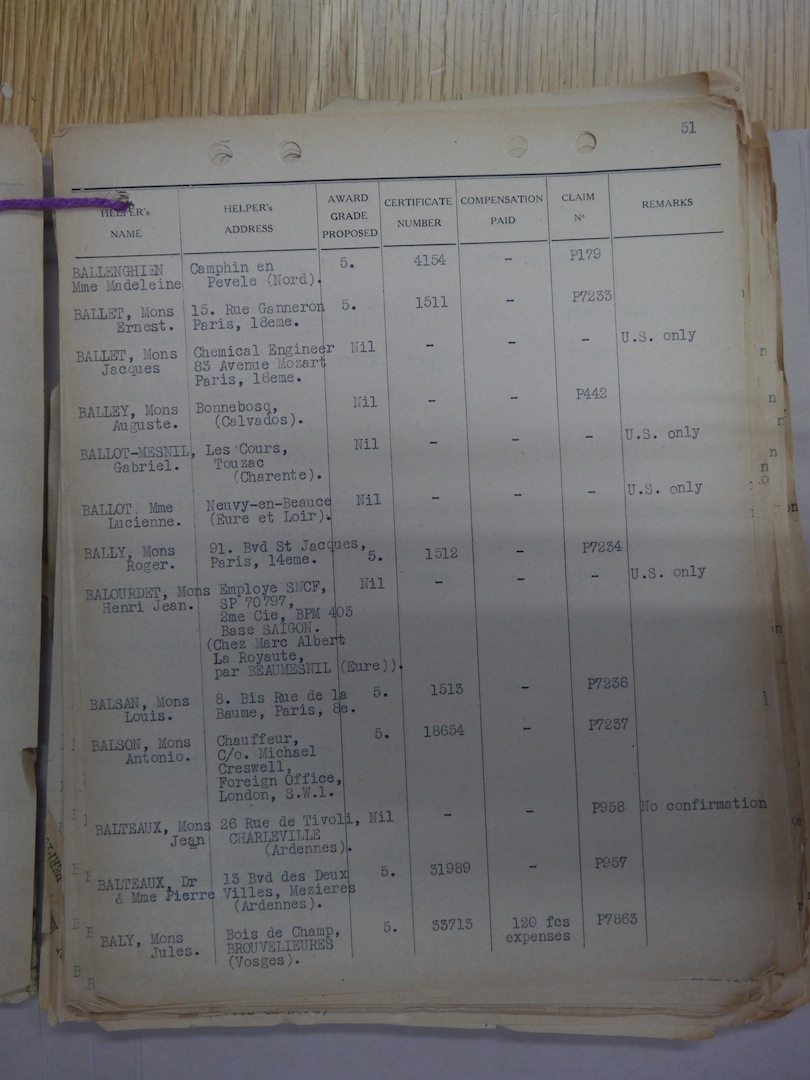 51
HELPER's NAME HELPER's ADDRESS AWARD GRADE PROPOSED CERTIFICATE NUMBER COMPENSATION PAID CLAIM Nº REMARKS
BALLENGHIEN Camphin en 5. 4154 - P179
Mme Madeleine Pevele (Nord).
BALLET, Mons 15. Rue Ganneron 5. 1511 - P7233
Ernest. Paris, 18eme.
BALLET, Mons Chemical Engineer Nil - - - U.S. only
Jacques 83 Avenue Mozart
Paris, 16eme.
BALLEY, Mons Bonnebosq, Nil - - P442
Auguste. (Calvados).
BALLOT-MESNIL, Les Cours, Nil - - - U.S. only
Gabriel. Touzac
(Charente).
BALLOT, Mme Neuvy-en-Beauce Nil - - - U.S. only
Lucienne. (Eure et Loir).
BALLY, Mons 91. Bvd St Jacques, 5. 1512 - P7234
Roger. Paris, 14eme.
BALOURDET, Mons Employe SNCF, Nil - - - U.S. only
Henri Jean. SP 70797,
2me Cie, BPM 403
Base SAIGON.
(Chez Marc Albert
La Royaute,
par BEAUMESNIL (Eure)).
BALSAN, Mons 8. Bis Rue de la 5. 1513 - P7236
Louis. Baume, Paris, 8e.
BALSON, Mons Chauffeur, 5. 18654 - P7237
Antonio. C/o. Michael
Creswell,
Foreign Office,
London, S.W.1.
BALTEAUX, Mons 26 Rue de Tivoli, Nil - - P958 No confirmation
Jean CHARLEVILLE
(Ardennes).
BALTEAUX, Dr 13 Bvd des Deux 5. 31989 - P957
& Mme Pierre Villes, Mezieres
(Ardennes).
BALY, Mons Bois de Champ, 5. 33713 120 fcs P7863
Jules. BROUVELIEURES expenses
(Vosges).